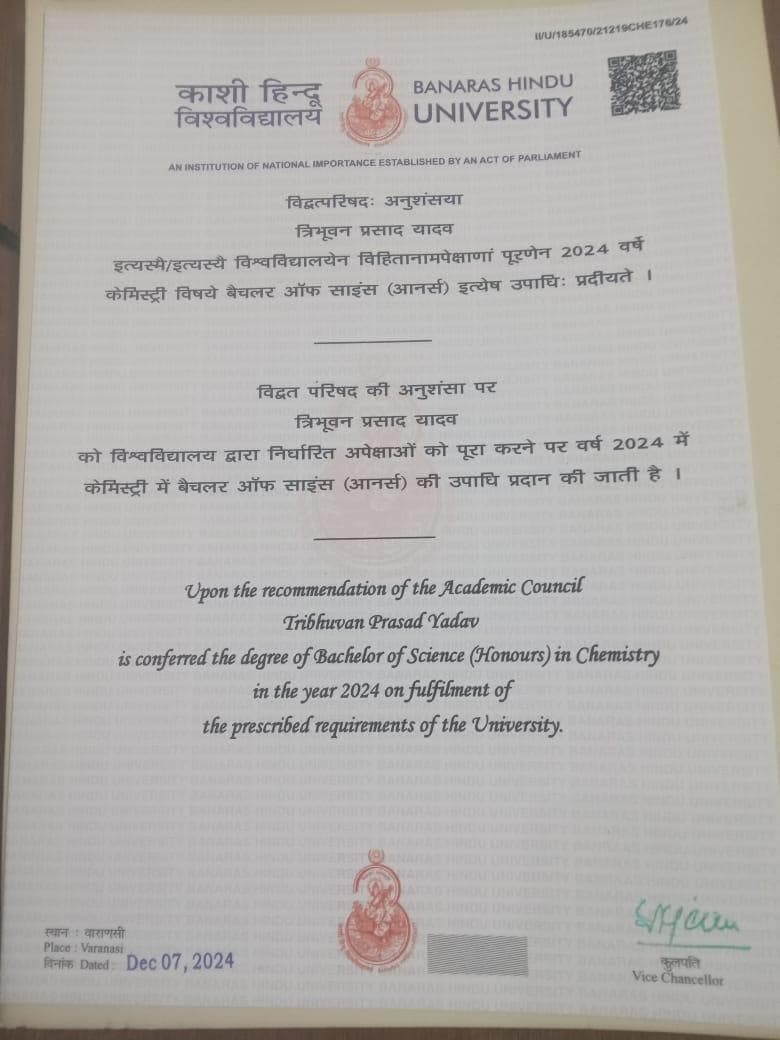 II/U/185470/21219CHE176/24
काशी हिन्दू
विश्वविद्यालय
BANARAS HINDU
UNIVERSITY
AN INSTITUTION OF NATIONAL IMPORTANCE ESTABLISHED BY AN ACT OF PARLIAMENT
विद्वत्परिषदः अनुशंसया
त्रिभूवन प्रसाद यादव
इत्यस्मै/इत्यस्यै विश्वविद्यालयेन विहितानामपेक्षाणां पूरणेन 2024 वर्षे
केमिस्ट्री विषये बैचलर ऑफ साइंस (आनर्स) इत्येष उपाधिः प्रदीयते ।
विद्वत परिषद की अनुशंसा पर
त्रिभूवन प्रसाद यादव
को विश्वविद्यालय द्वारा निर्धारित अपेक्षाओं को पूरा करने पर वर्ष 2024 में
केमिस्ट्री में बैचलर ऑफ साइंस (आनर्स) की उपाधि प्रदान की जाती है ।
Upon the recommendation of the Academic Council
Tribhuvan Prasad Yadav
is conferred the degree of Bachelor of Science (Honours) in Chemistry
in the year 2024 on fulfilment of
the prescribed requirements of the University.
स्थान : वाराणसी
Place : Varanasi
दिनांक Dated : Dec 07, 2024
कुलपति
Vice Chancellor